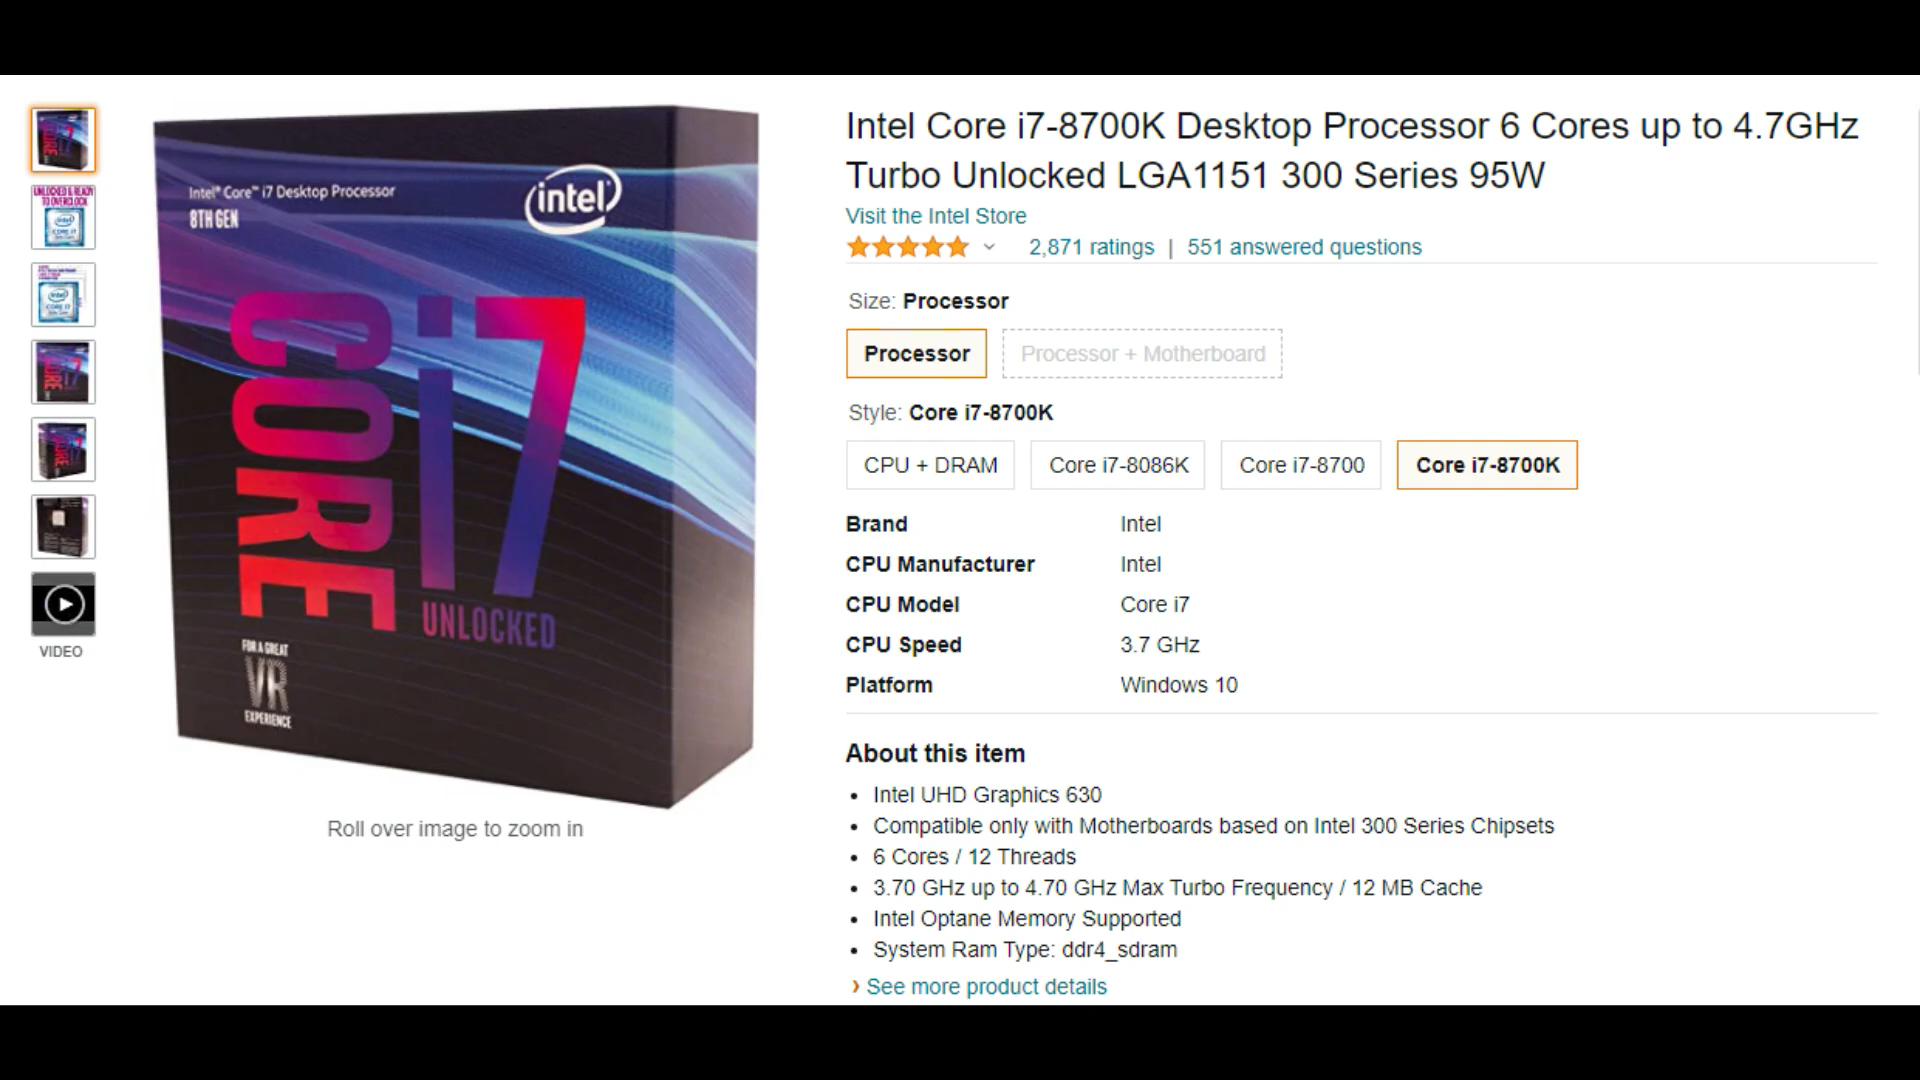 UNLOCKED & READY
TO OVERCLOCK
VIDEO
Intel® Core™ i7 Desktop Processor
8TH GEN
intel
CORE
i7
UNLOCKED
FOR A GREAT
VR
EXPERIENCE
Roll over image to zoom in
Intel Core i7-8700K Desktop Processor 6 Cores up to 4.7GHz
Turbo Unlocked LGA1151 300 Series 95W
Visit the Intel Store
2,871 ratings | 551 answered questions
Size: Processor
Processor Processor + Motherboard
Style: Core i7-8700K
CPU + DRAM Core i7-8086K Core i7-8700 Core i7-8700K
Brand Intel
CPU Manufacturer Intel
CPU Model Core i7
CPU Speed 3.7 GHz
Platform Windows 10
About this item
• Intel UHD Graphics 630
• Compatible only with Motherboards based on Intel 300 Series Chipsets
• 6 Cores / 12 Threads
• 3.70 GHz up to 4.70 GHz Max Turbo Frequency / 12 MB Cache
• Intel Optane Memory Supported
• System Ram Type: ddr4_sdram
› See more product details